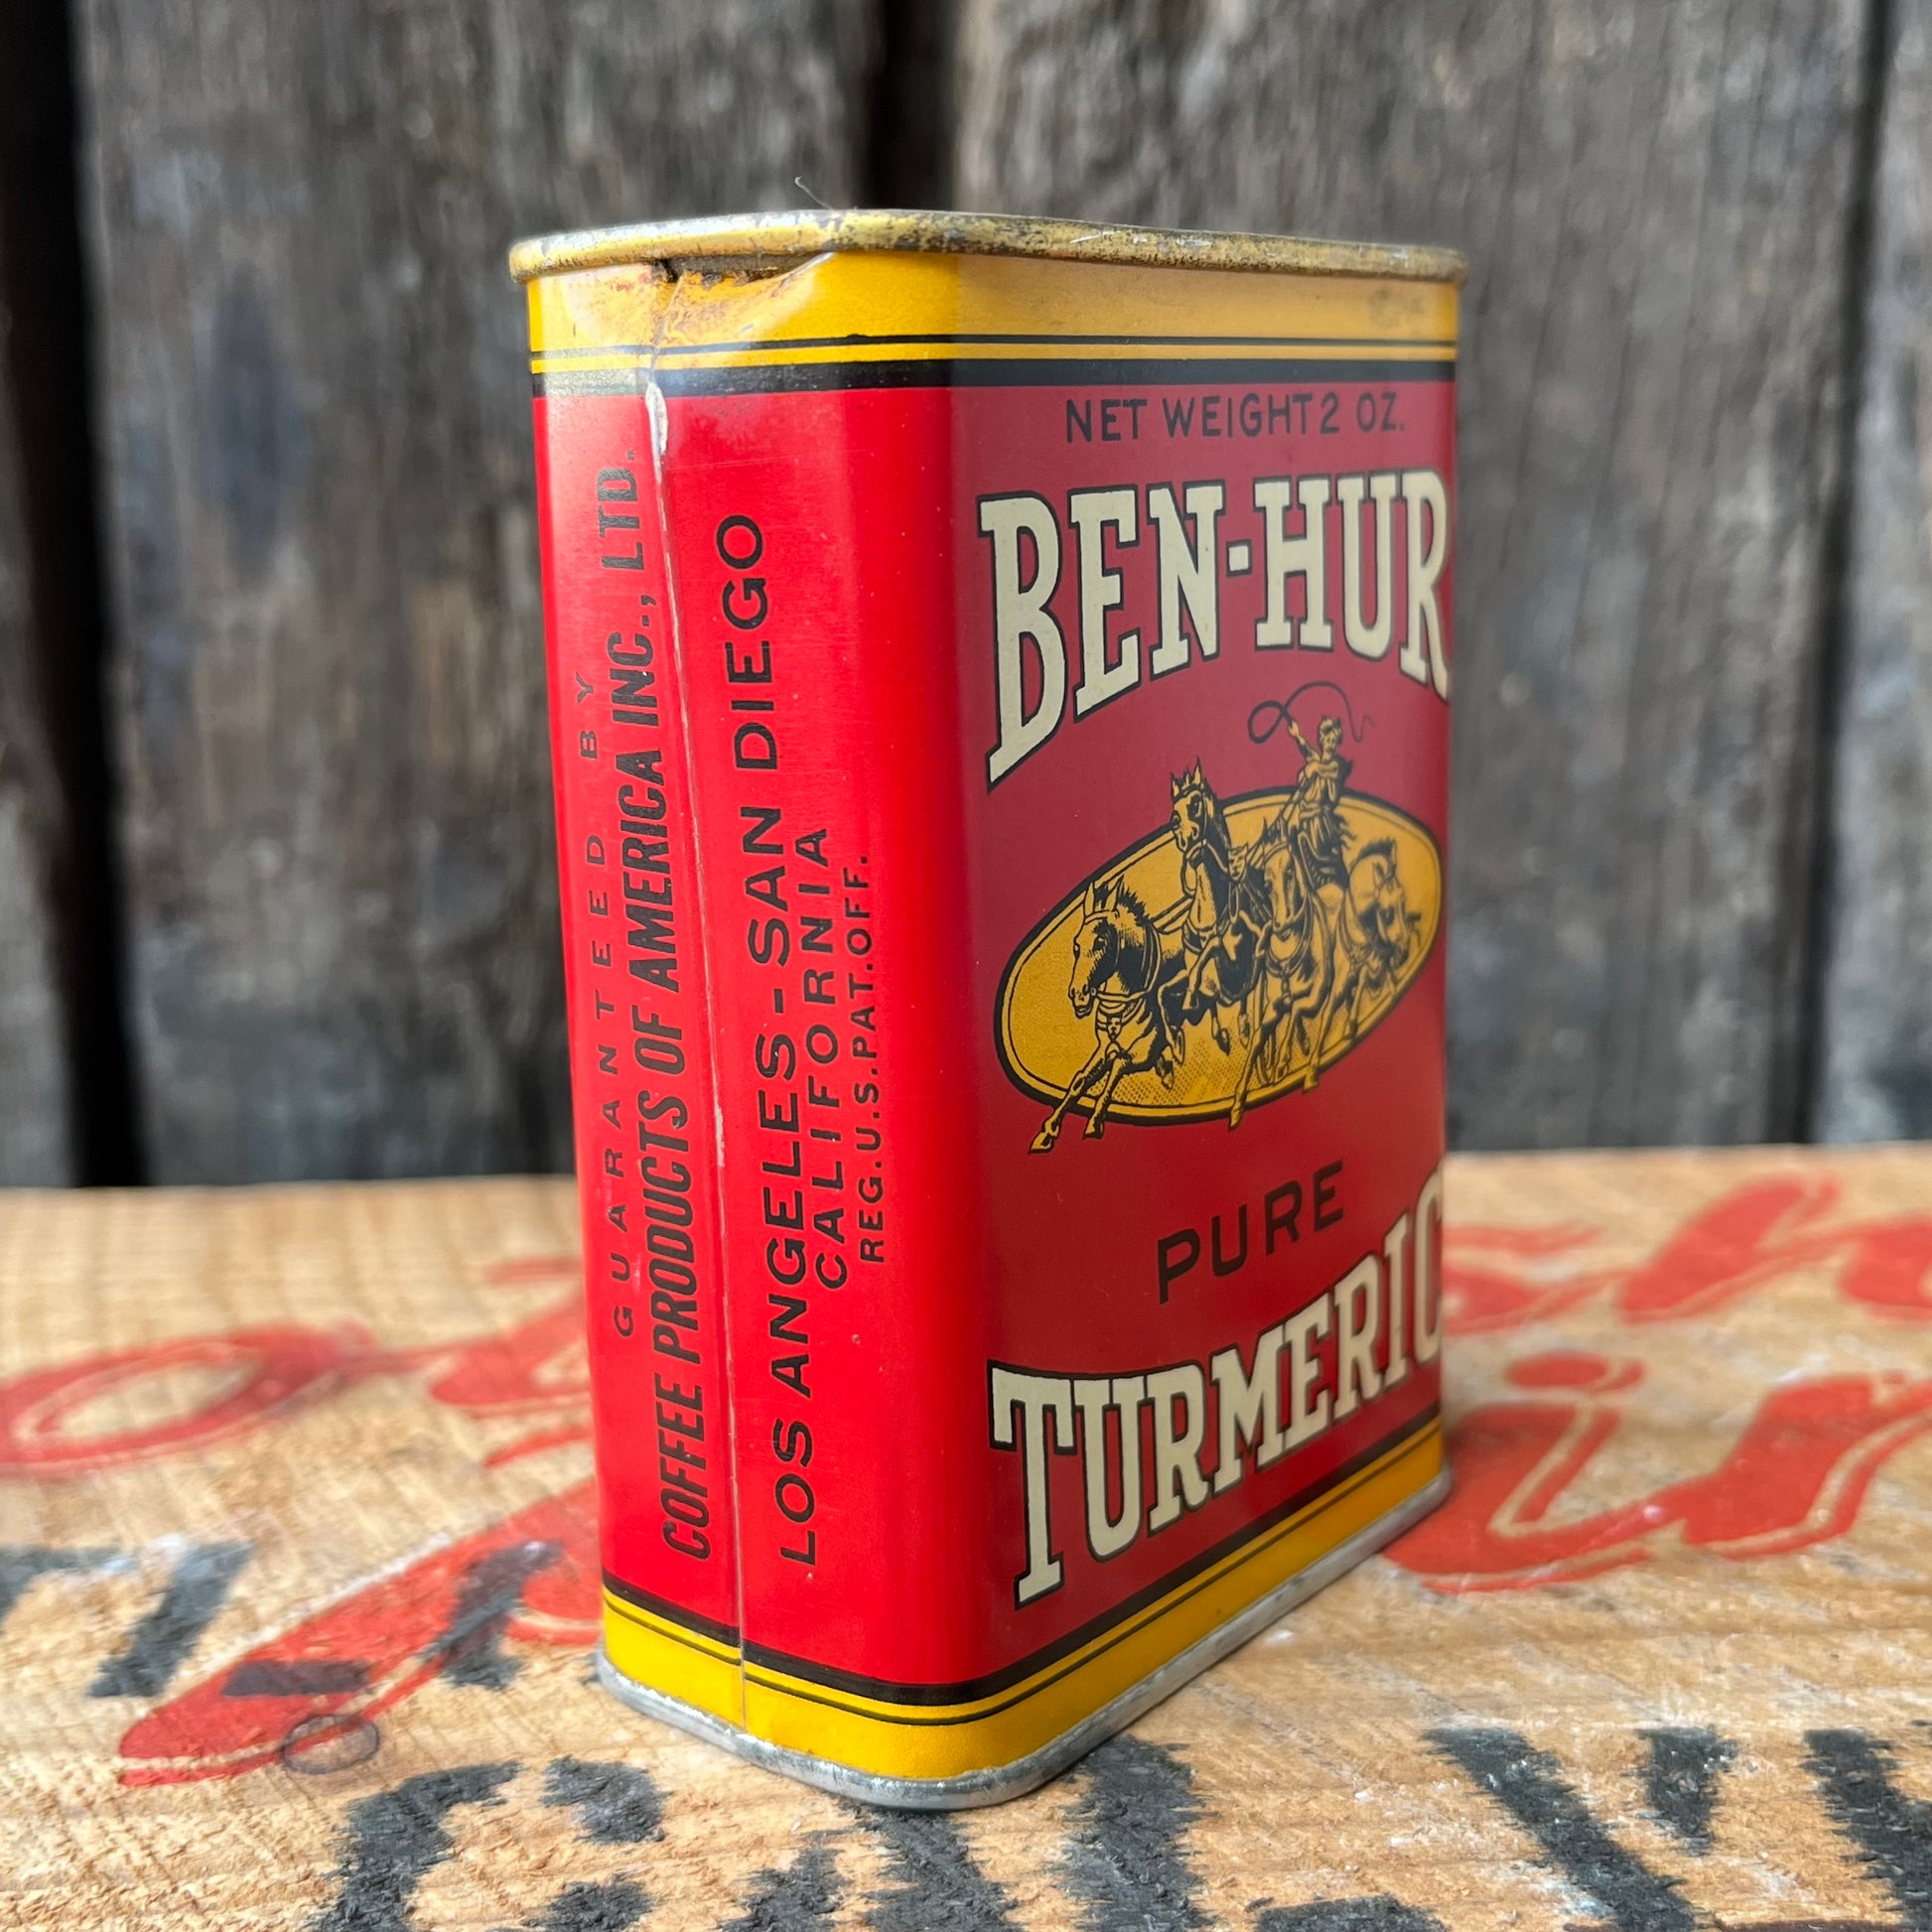 GUARANTEED BY
COFFEE PRODUCTS OF AMERICA INC., LTD.
LOS ANGELES-SAN DIEGO
CALIFORNIA
REG.U.S.PAT.OFF.
NET WEIGHT 2 OZ.
BEN-HUR
PURE
TURMERIC